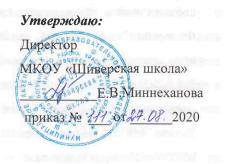 Утверждаю:
Директор
МКОУ «Шиверская школа»
Е.В.Миннеханова
приказ № 111 от 27.08. 2020